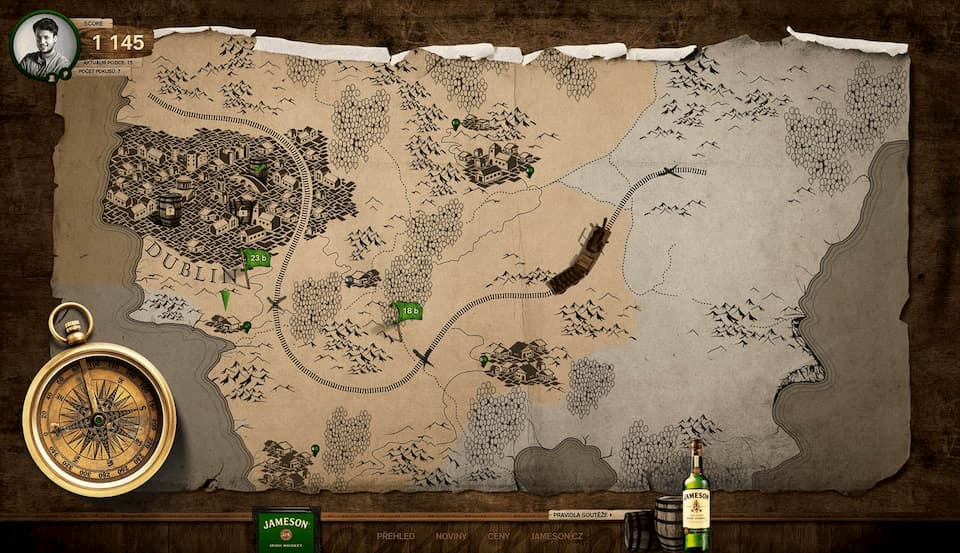 SCORE
1 145
AKTUÁLNÍ POZICE: 15
POČET POKUSŮ: 7
DUBLIN
23 b
18 b
JAMESON
IRISH WHISKEY
PRAVIDLA SOUTĚŽE
JAMESON
PŘEHLED
NOVINY
CENY
JAMESON.CZ